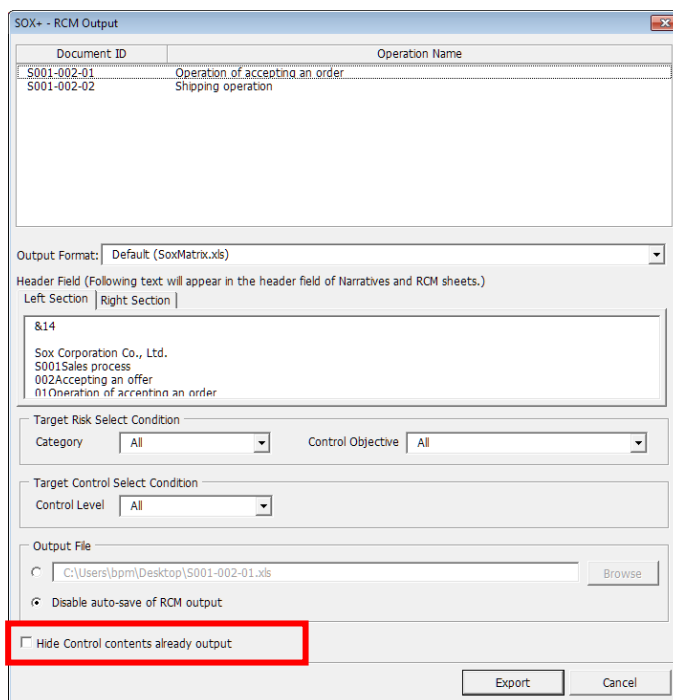 SOX+ - RCM Output
Document ID Operation Name
S001-002-01 Operation of accepting an order
S001-002-02 Shipping operation
Output Format: Default (SoxMatrix.xls)
Header Field (Following text will appear in the header field of Narratives and RCM sheets.)
Left Section Right Section
&14
Sox Corporation Co., Ltd.
S001Sales process
002Accepting an offer
01Operation of accepting an order
Target Risk Select Condition
Category All Control Objective All
Target Control Select Condition
Control Level All
Output File
C:\Users\bpm\Desktop\S001-002-01.xls Browse
Disable auto-save of RCM output
Hide Control contents already output
Export Cancel